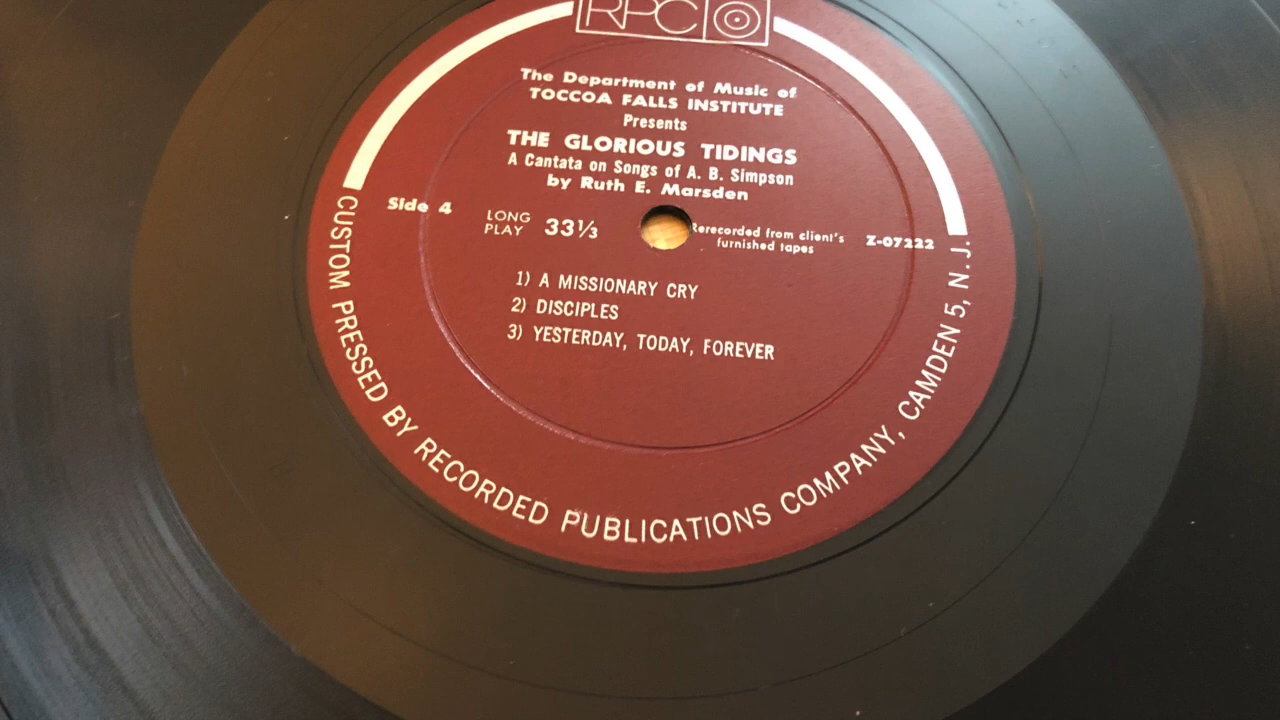 RPC
The Department of Music of
TOCCOA FALLS INSTITUTE
Presents
THE GLORIOUS TIDINGS
A Cantata on Songs of A. B. Simpson
by Ruth E. Marsden
Side 4
LONG
PLAY
33⅓
Rerecorded from client's
furnished tapes
Z-07222
1) A MISSIONARY CRY
2) DISCIPLES
3) YESTERDAY, TODAY, FOREVER
CUSTOM PRESSED BY RECORDED PUBLICATIONS COMPANY, CAMDEN 5, N. J.